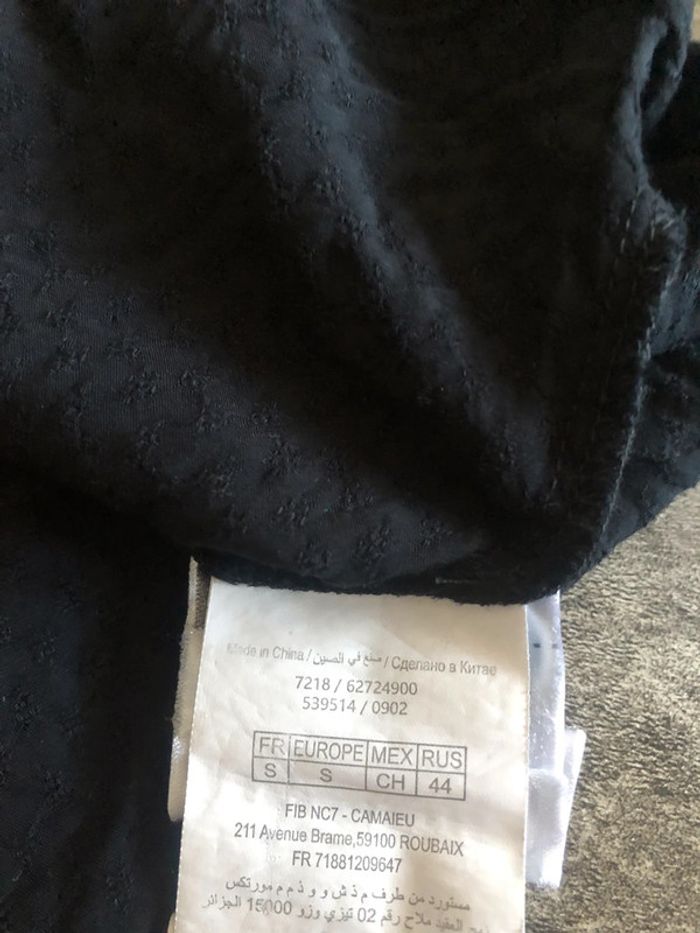 Made in China / صنع في الصين / Сделано в Китае
7218 / 62724900
539514 / 0902
FR EUROPE MEX RUS
S S CH 44
FIB NC7 - CAMAIEU
211 Avenue Brame,59100 ROUBAIX
FR 71881209647
مستورد من طرف م ذ ش و و ذ م م مورتكس
العقيد ملاح رقم 02 تيزي وزو 15000 الجزائر